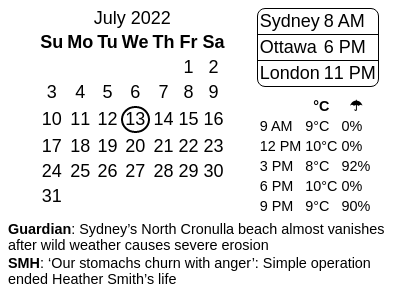 July 2022
Su Mo Tu We Th Fr Sa
1 2
3 4 5 6 7 8 9
10 11 12 13 14 15 16
17 18 19 20 21 22 23
24 25 26 27 28 29 30
31
Sydney 8 AM
Ottawa 6 PM
London 11 PM
°C ☂
9 AM 9°C 0%
12 PM 10°C 0%
3 PM 8°C 92%
6 PM 10°C 0%
9 PM 9°C 90%
Guardian: Sydney’s North Cronulla beach almost vanishes
after wild weather causes severe erosion
SMH: ‘Our stomachs churn with anger’: Simple operation
ended Heather Smith’s life